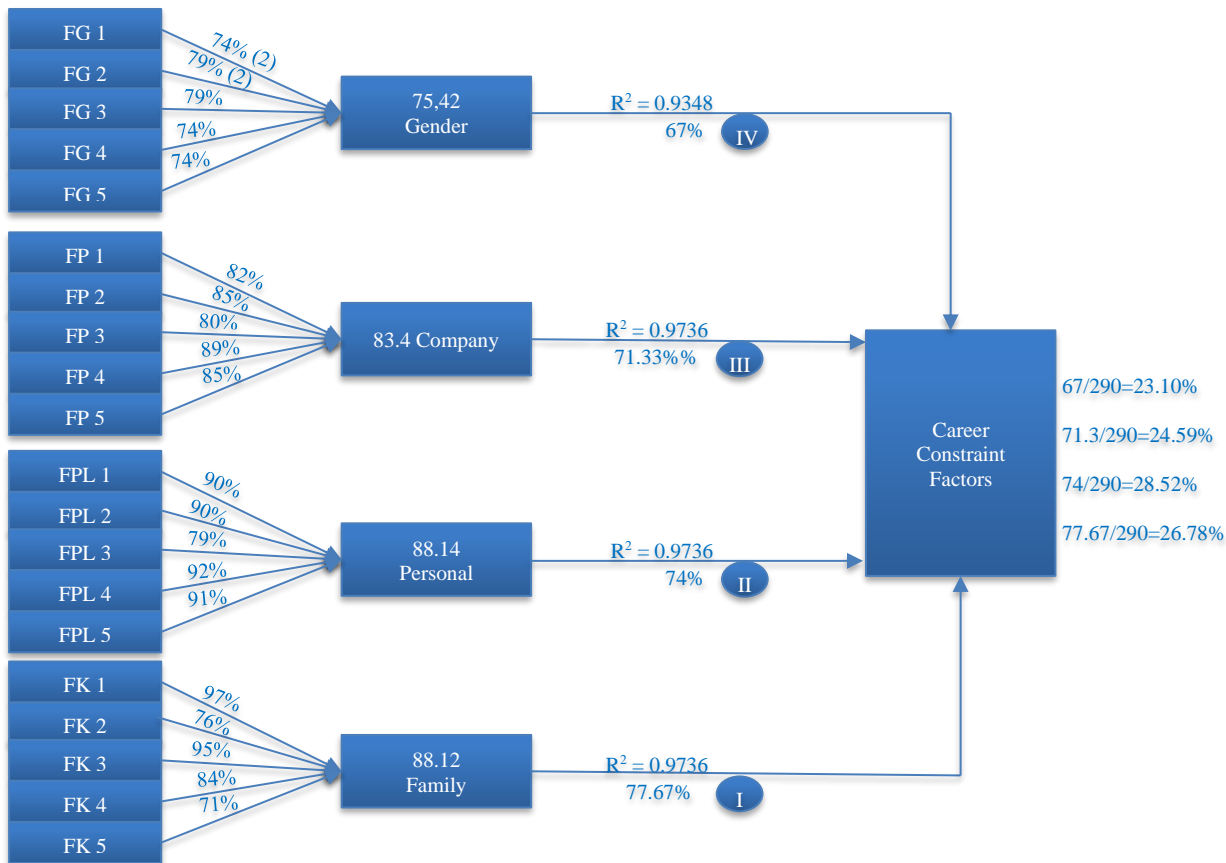 FG 1
FG 2
FG 3
FG 4
FG 5
74% (2)
79% (2)
79%
74%
74%
75,42
Gender
R² = 0.9348
67%
IV
FP 1
FP 2
FP 3
FP 4
FP 5
82%
85%
80%
89%
85%
83.4 Company
R² = 0.9736
71.33%%
III
FPL 1
FPL 2
FPL 3
FPL 4
FPL 5
90%
90%
79%
92%
91%
88.14
Personal
R² = 0.9736
74%
II
FK 1
FK 2
FK 3
FK 4
FK 5
97%
76%
95%
84%
71%
88.12
Family
R² = 0.9736
77.67%
I
Career
Constraint
Factors
67/290=23.10%
71.3/290=24.59%
74/290=28.52%
77.67/290=26.78%